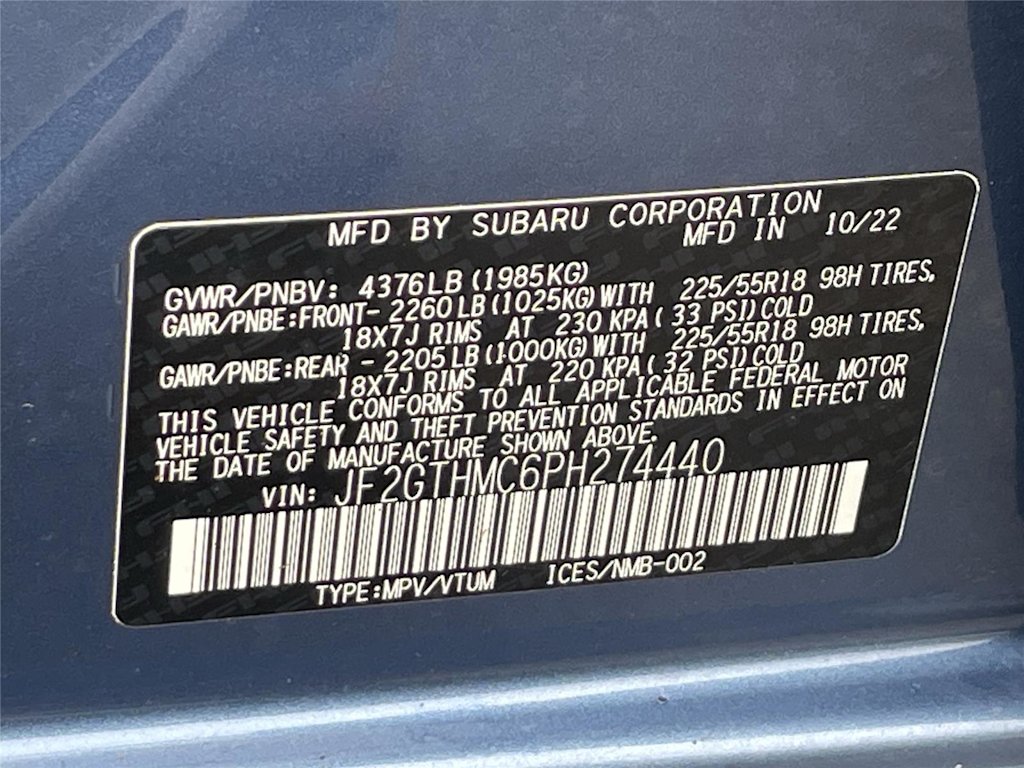 MFD BY SUBARU CORPORATION
MFD IN 10/22
GVWR/PNBV: 4376LB (1985KG)
GAWR/PNBE:FRONT- 2260LB (1025KG) WITH 225/55R18 98H TIRES,
18X7J RIMS AT 230 KPA( 33 PSI)COLD
GAWR/PNBE:REAR - 2205LB (1000KG) WITH 225/55R18 98H TIRES,
18X7J RIMS AT 220 KPA( 32 PSI)COLD
THIS VEHICLE CONFORMS TO ALL APPLICABLE FEDERAL MOTOR
VEHICLE SAFETY AND THEFT PREVENTION STANDARDS IN EFFECT ON
THE DATE OF MANUFACTURE SHOWN ABOVE.
VIN: JF2GTHMC6PH274440
TYPE:MPV/VTUM ICES/NMB-002